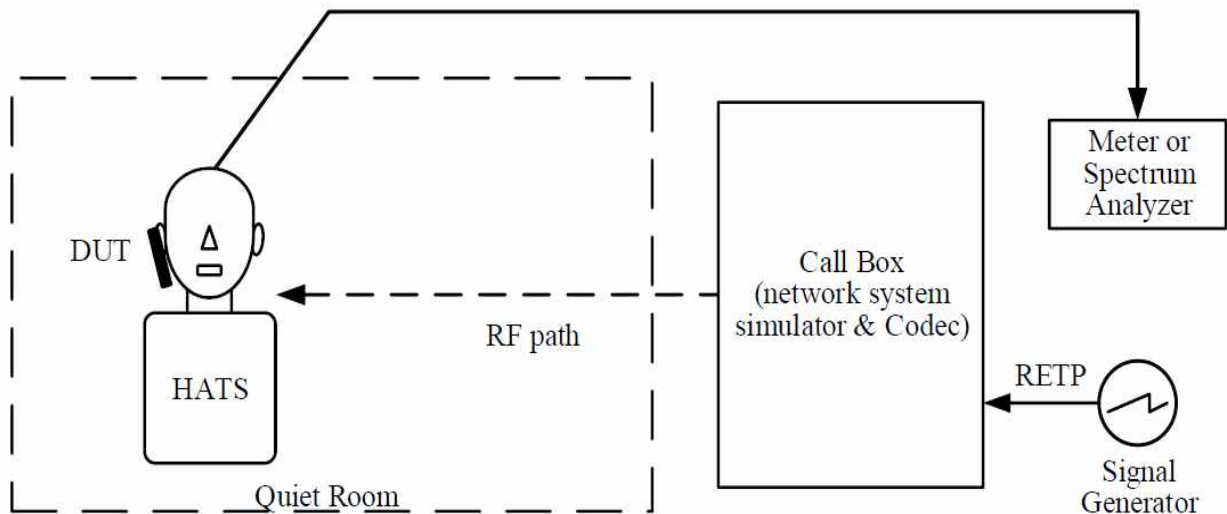 Meter or
Spectrum
Analyzer
DUT
Call Box
(network system
simulator & Codec)
RF path
RETP
HATS
Signal
Generator
Quiet Room